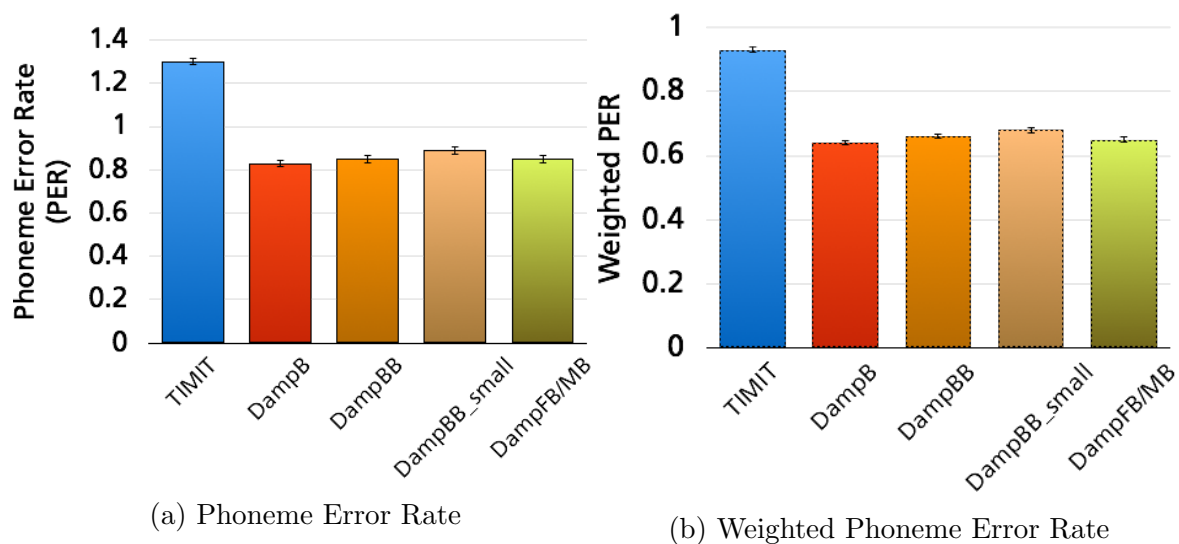 Phoneme Error Rate
(PER)
1.4
1.2
1
0.8
0.6
0.4
0.2
0
TIMIT
DampB
DampBB
DampBB_small
DampFB/MB
(a) Phoneme Error Rate
Weighted PER
1
0.8
0.6
0.4
0.2
0
TIMIT
DampB
DampBB
DampBB_small
DampFB/MB
(b) Weighted Phoneme Error Rate